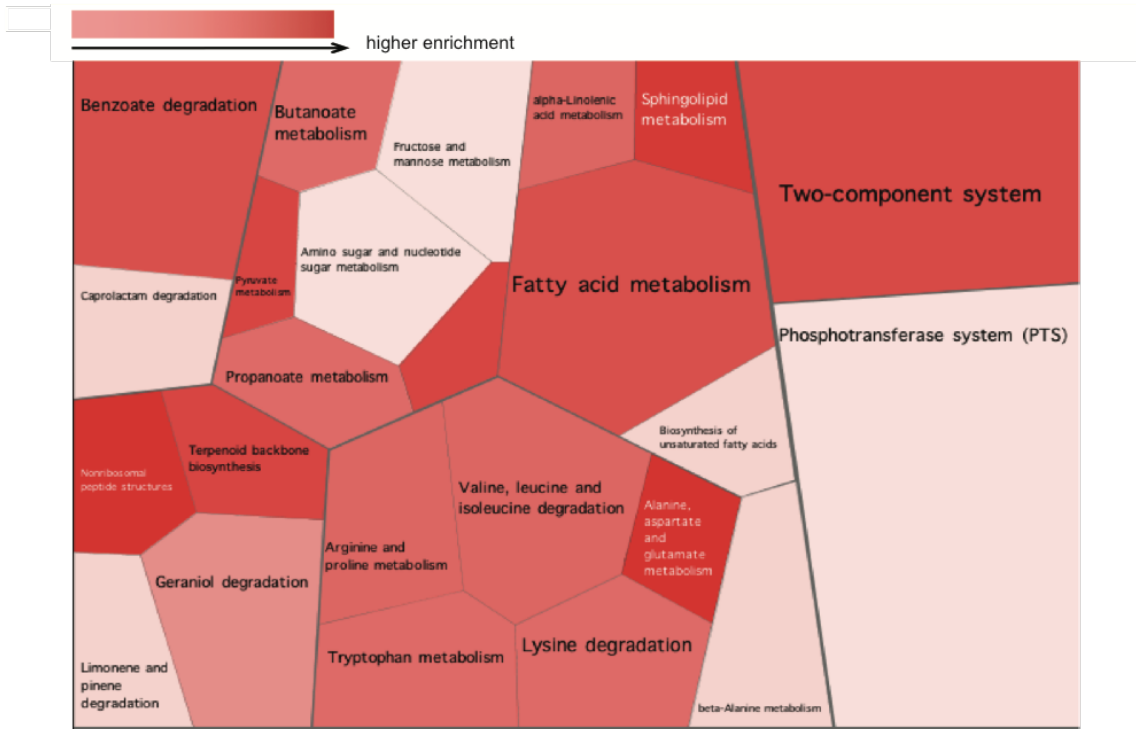 higher enrichment
Benzoate degradation
Butanoate
metabolism
Fructose and
mannose metabolism
alpha-Linolenic
acid metabolism
Sphingolipid
metabolism
Two-component system
Caprolactam degradation
Pyruvate
metabolism
Amino sugar and nucleotide
sugar metabolism
Fatty acid metabolism
Phosphotransferase system (PTS)
Propanoate metabolism
Biosynthesis of
unsaturated fatty acids
Nonribosomal
peptide structures
Terpenoid backbone
biosynthesis
Valine, leucine and
isoleucine degradation
Alanine,
aspartate
and
glutamate
metabolism
Arginine and
proline metabolism
Geraniol degradation
Limonene and
pinene
degradation
Tryptophan metabolism
Lysine degradation
beta-Alanine metabolism